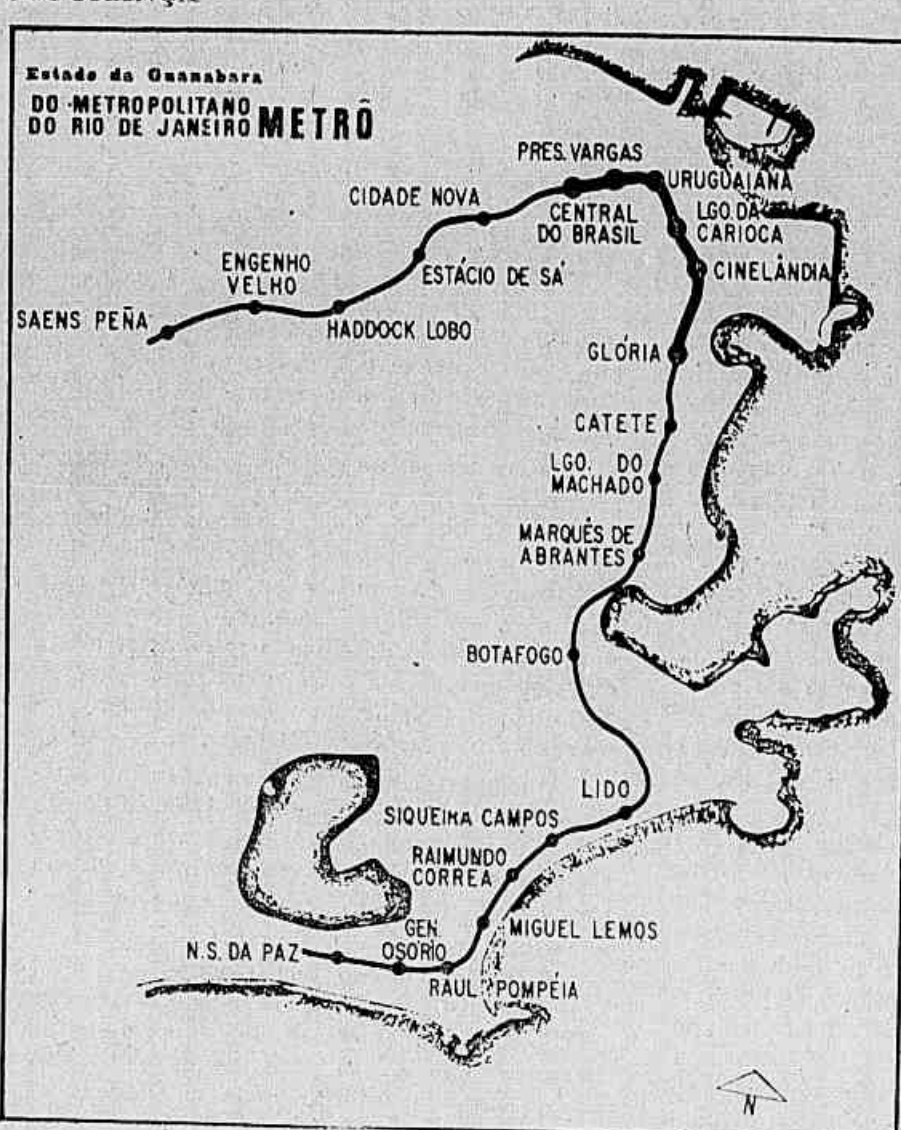 Estado da Guanabara
DO METROPOLITANO
DO RIO DE JANEIRO METRÔ
PRES. VARGAS
URUGUAIANA
CIDADE NOVA
CENTRAL
DO BRASIL
LGO. DA
CARIOCA
ENGENHO
VELHO
ESTÁCIO DE SÁ
CINELÂNDIA
SAENS PEÑA
HADDOCK LOBO
GLÓRIA
CATETE
LGO. DO
MACHADO
MARQUÊS DE
ABRANTES
BOTAFOGO
LIDO
SIQUEIRA CAMPOS
RAIMUNDO
CORREA
MIGUEL LEMOS
GEN.
OSÓRIO
N.S. DA PAZ
RAUL POMPÉIA
N